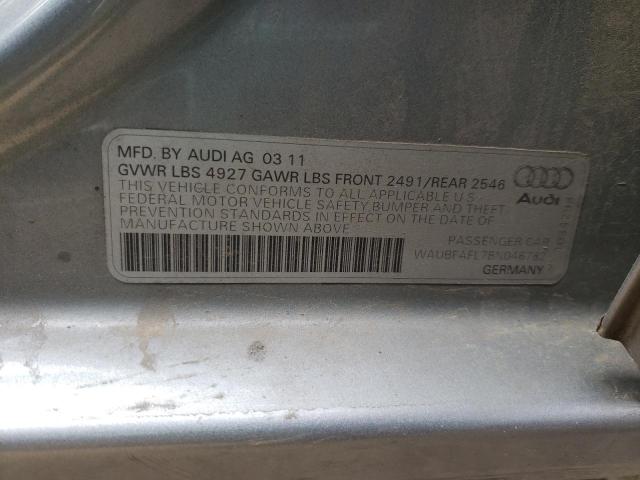 MFD. BY AUDI AG 03 11
GVWR LBS 4927 GAWR LBS FRONT 2491/REAR 2546
THIS VEHICLE CONFORMS TO ALL APPLICABLE U.S.
FEDERAL MOTOR VEHICLE SAFETY BUMPER AND THEFT
PREVENTION STANDARDS IN EFFECT ON THE DATE OF
MANUFACTURE SHOWN ABOVE
Audi
PASSENGER CAR
WAUBFAFL7BN046782
GERMANY